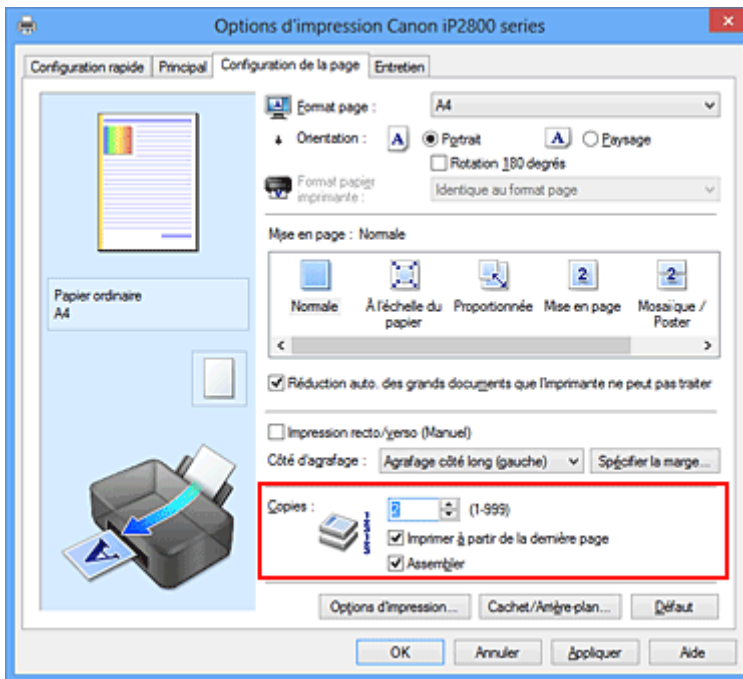 Options d'impression Canon iP2800 series
Configuration rapide Principal Configuration de la page Entretien
Format page : A4
Orientation : A Portrait A Paysage
Rotation 180 degrés
Format papier imprimante : Identique au format page
Mise en page : Normale
Normale À l'échelle du papier Proportionnée Mise en page Mosaïque / Poster
Papier ordinaire
A4
Réduction auto. des grands documents que l'imprimante ne peut pas traiter
Impression recto/verso (Manuel)
Côté d'agrafage : Agrafage côté long (gauche) Spécifier la marge...
Copies : 2 (1-999)
Imprimer à partir de la dernière page
Assembler
Options d'impression... Cachet/Arrière-plan... Défaut
OK Annuler Appliquer Aide